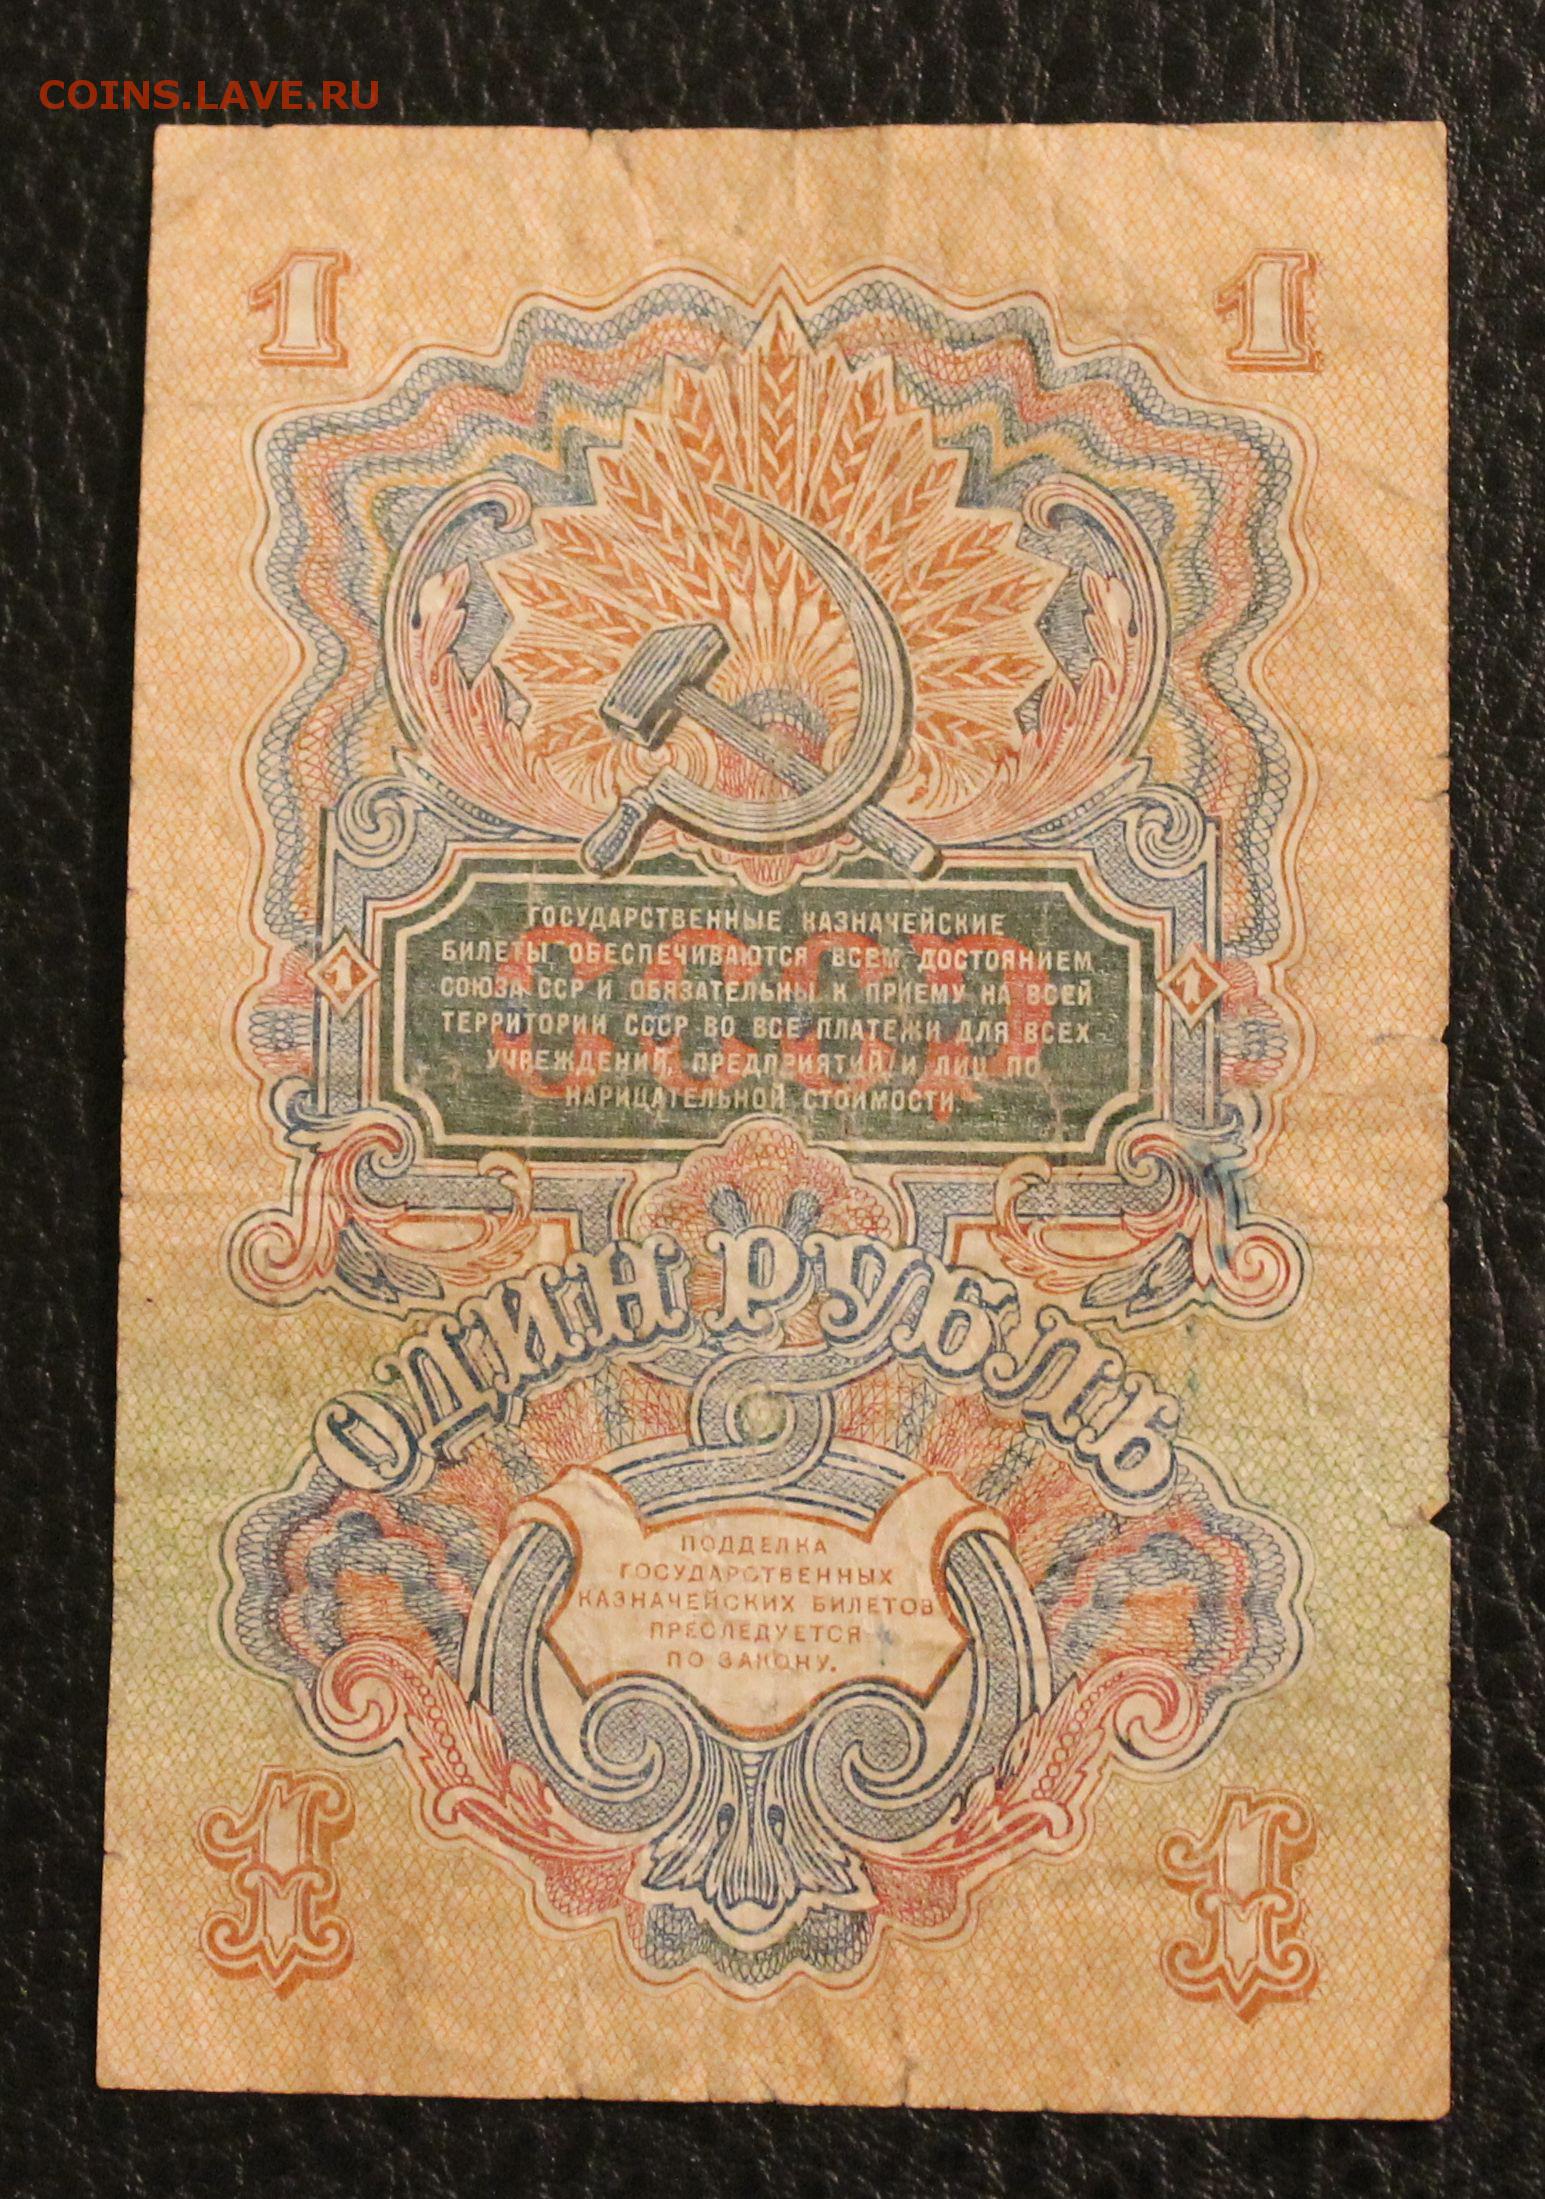 COINS.LAVE.RU
1 1
ГОСУДАРСТВЕННЫЕ КАЗНАЧЕЙСКИЕ
БИЛЕТЫ ОБЕСПЕЧИВАЮТСЯ ВСЕМ ДОСТОЯНИЕМ
СОЮЗА ССР И ОБЯЗАТЕЛЬНЫ К ПРИЕМУ НА ВСЕЙ
ТЕРРИТОРИИ СССР ВО ВСЕ ПЛАТЕЖИ ДЛЯ ВСЕХ
УЧРЕЖДЕНИЙ, ПРЕДПРИЯТИЙ И ЛИЦ ПО
НАРИЦАТЕЛЬНОЙ СТОИМОСТИ.
СССР
1 1
ОДИН РУБЛЬ
ПОДДЕЛКА
ГОСУДАРСТВЕННЫХ
КАЗНАЧЕЙСКИХ БИЛЕТОВ
ПРЕСЛЕДУЕТСЯ
ПО ЗАКОНУ.
1 1